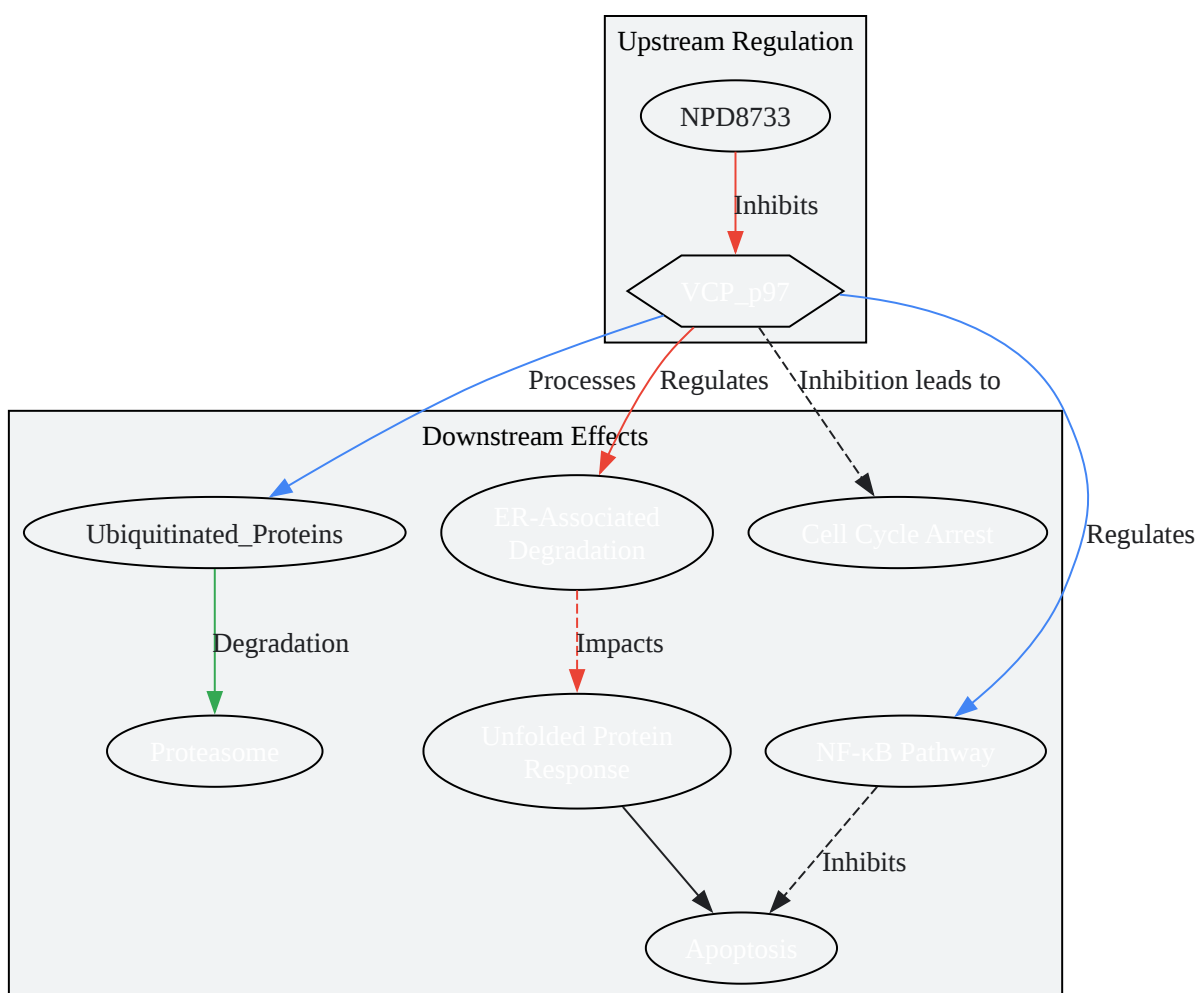 Upstream Regulation
NPD8733
Inhibits
VCP_p97
Processes
Regulates
Inhibition leads to
Downstream Effects
Ubiquitinated_Proteins
ER-Associated
Degradation
Cell Cycle Arrest
Regulates
Degradation
Impacts
Proteasome
Unfolded Protein
Response
NF-κB Pathway
Inhibits
Apoptosis